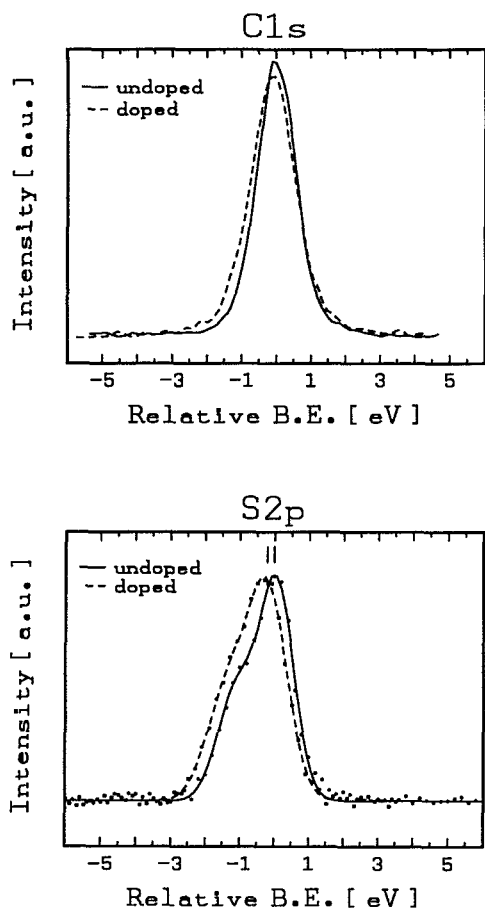 C1s
Intensity [a.u.]
undoped
doped
-5 -3 -1 1 3 5
Relative B.E. [eV]
S2p
Intensity [a.u.]
undoped
doped
-5 -3 -1 1 3 5
Relative B.E. [eV]